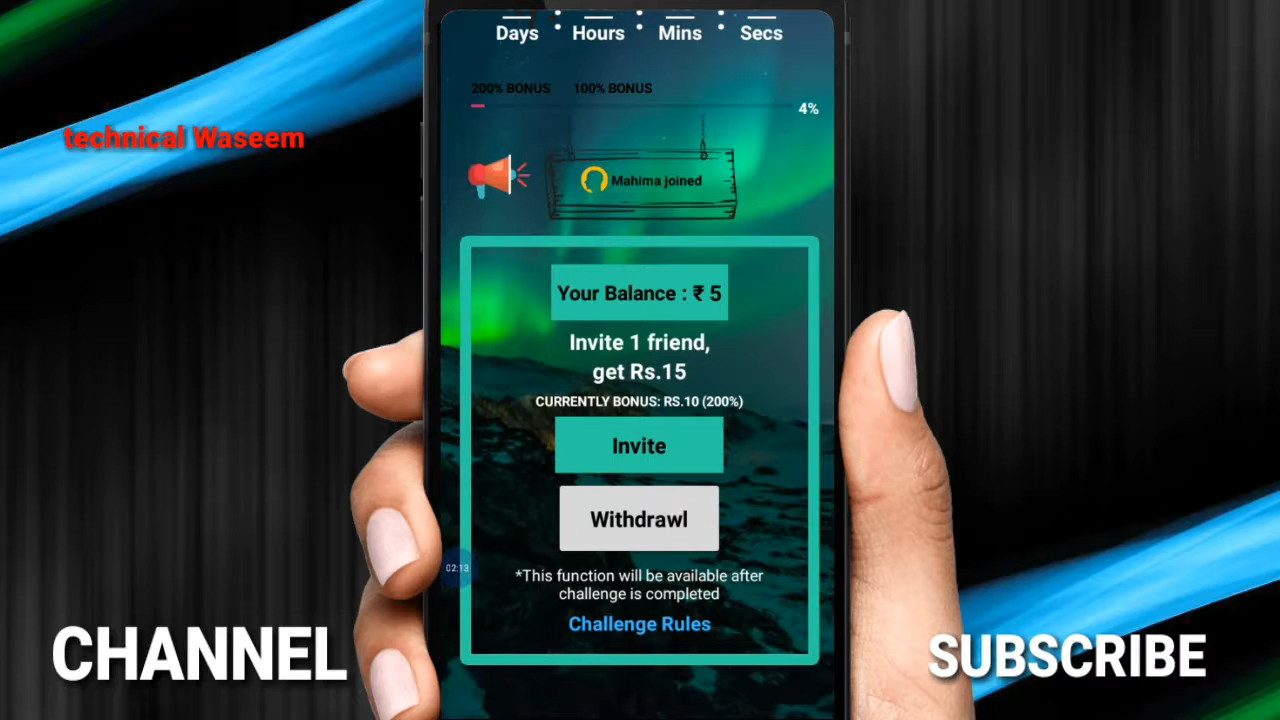 Days Hours Mins Secs
200% BONUS 100% BONUS
4%
technical Waseem
Mahima joined
Your Balance : ₹ 5
Invite 1 friend,
get Rs.15
CURRENTLY BONUS: RS.10 (200%)
Invite
Withdrawl
02:13
*This function will be available after
challenge is completed
Challenge Rules
CHANNEL
SUBSCRIBE